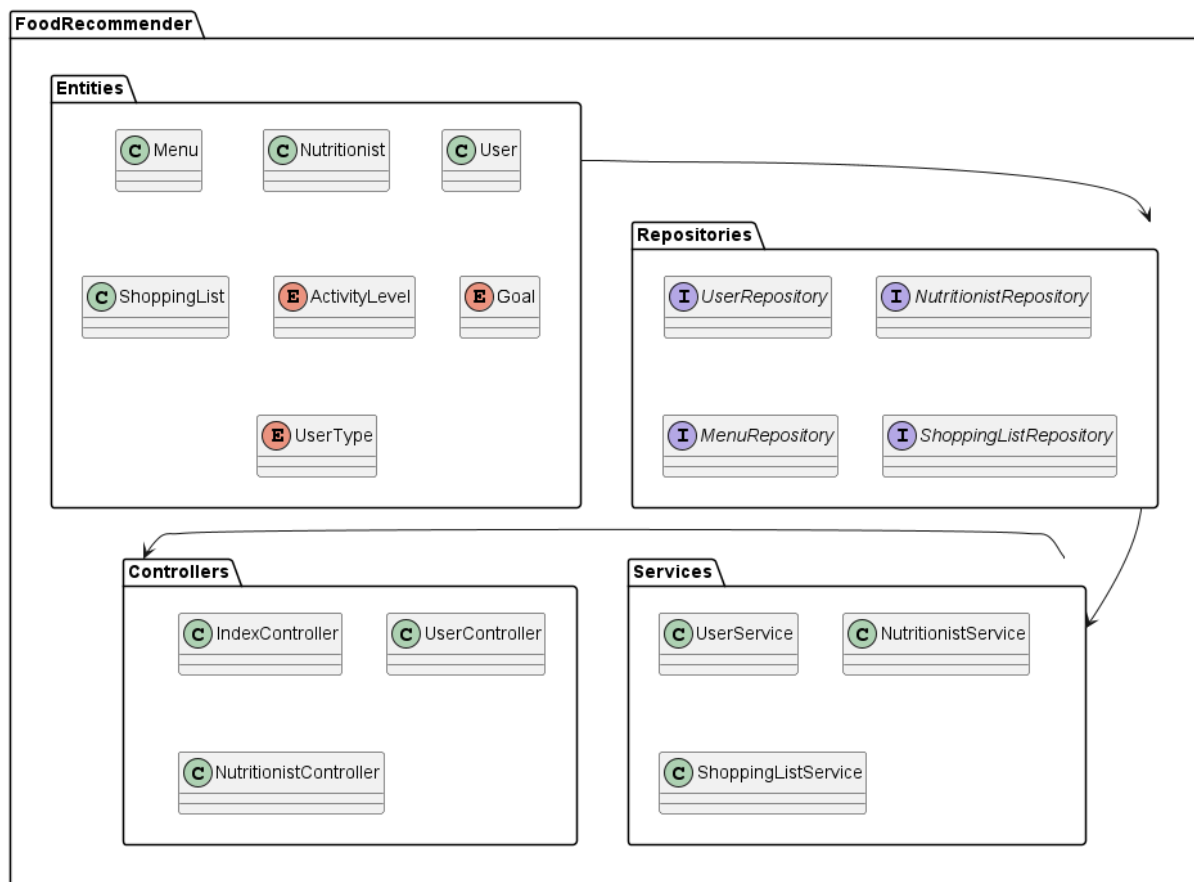 FoodRecommender
Entities
C Menu
C Nutritionist
C User
C ShoppingList
E ActivityLevel
E Goal
E UserType
Repositories
I UserRepository
I NutritionistRepository
I MenuRepository
I ShoppingListRepository
Controllers
C IndexController
C UserController
C NutritionistController
Services
C UserService
C NutritionistService
C ShoppingListService